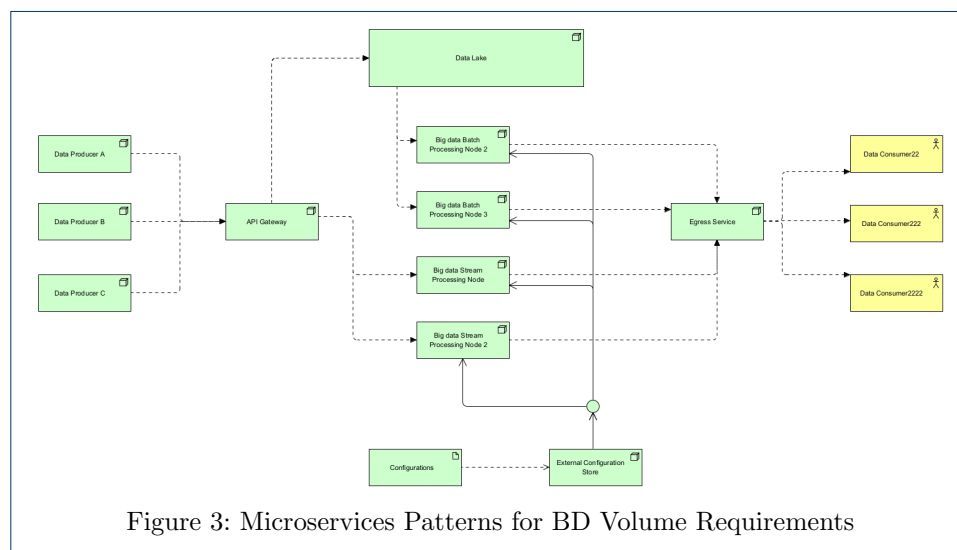 Data Lake
Big data Batch
Processing Node 2
Data Producer A
Data Consumer22
Big data Batch
Processing Node 3
Data Producer B
API Gateway
Egress Service
Data Consumer222
Big data Stream
Processing Node
Data Producer C
Data Consumer2222
Big data Stream
Processing Node 2
Configurations
External Configuration
Store
Figure 3: Microservices Patterns for BD Volume Requirements